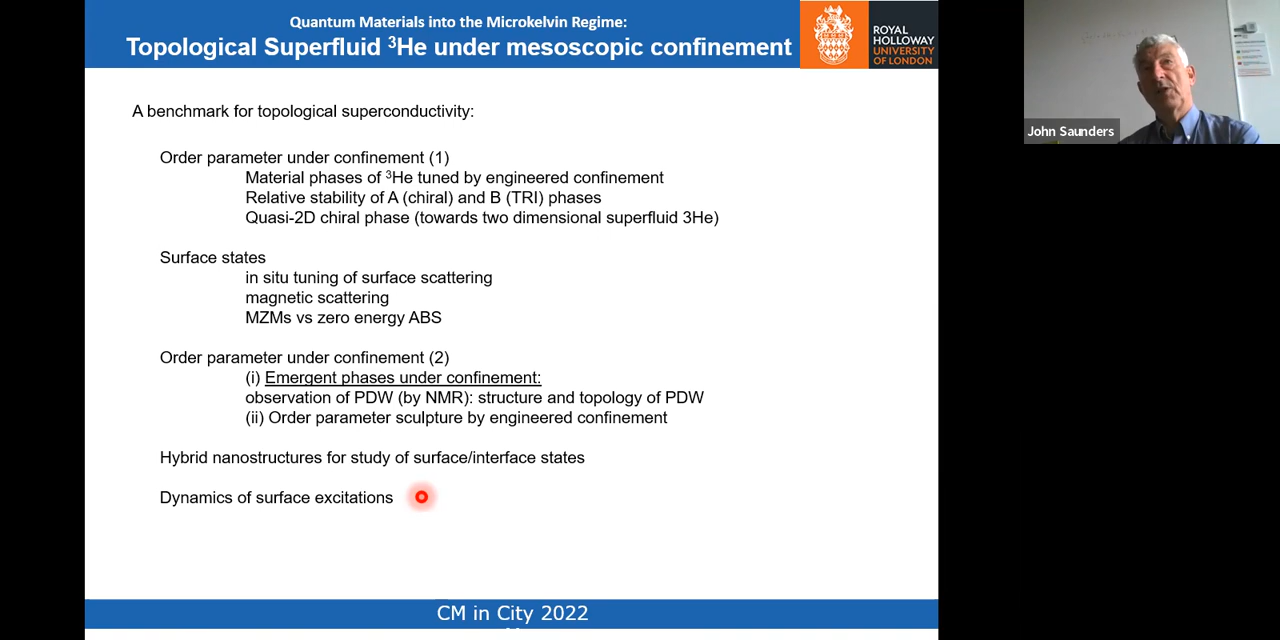 Quantum Materials into the Microkelvin Regime:
Topological Superfluid ³He under mesoscopic confinement
ROYAL
HOLLOWAY
UNIVERSITY
OF LONDON
A benchmark for topological superconductivity:
Order parameter under confinement (1)
Material phases of ³He tuned by engineered confinement
Relative stability of A (chiral) and B (TRI) phases
Quasi-2D chiral phase (towards two dimensional superfluid 3He)
Surface states
in situ tuning of surface scattering
magnetic scattering
MZMs vs zero energy ABS
Order parameter under confinement (2)
(i) Emergent phases under confinement:
observation of PDW (by NMR): structure and topology of PDW
(ii) Order parameter sculpture by engineered confinement
Hybrid nanostructures for study of surface/interface states
Dynamics of surface excitations
CM in City 2022
John Saunders